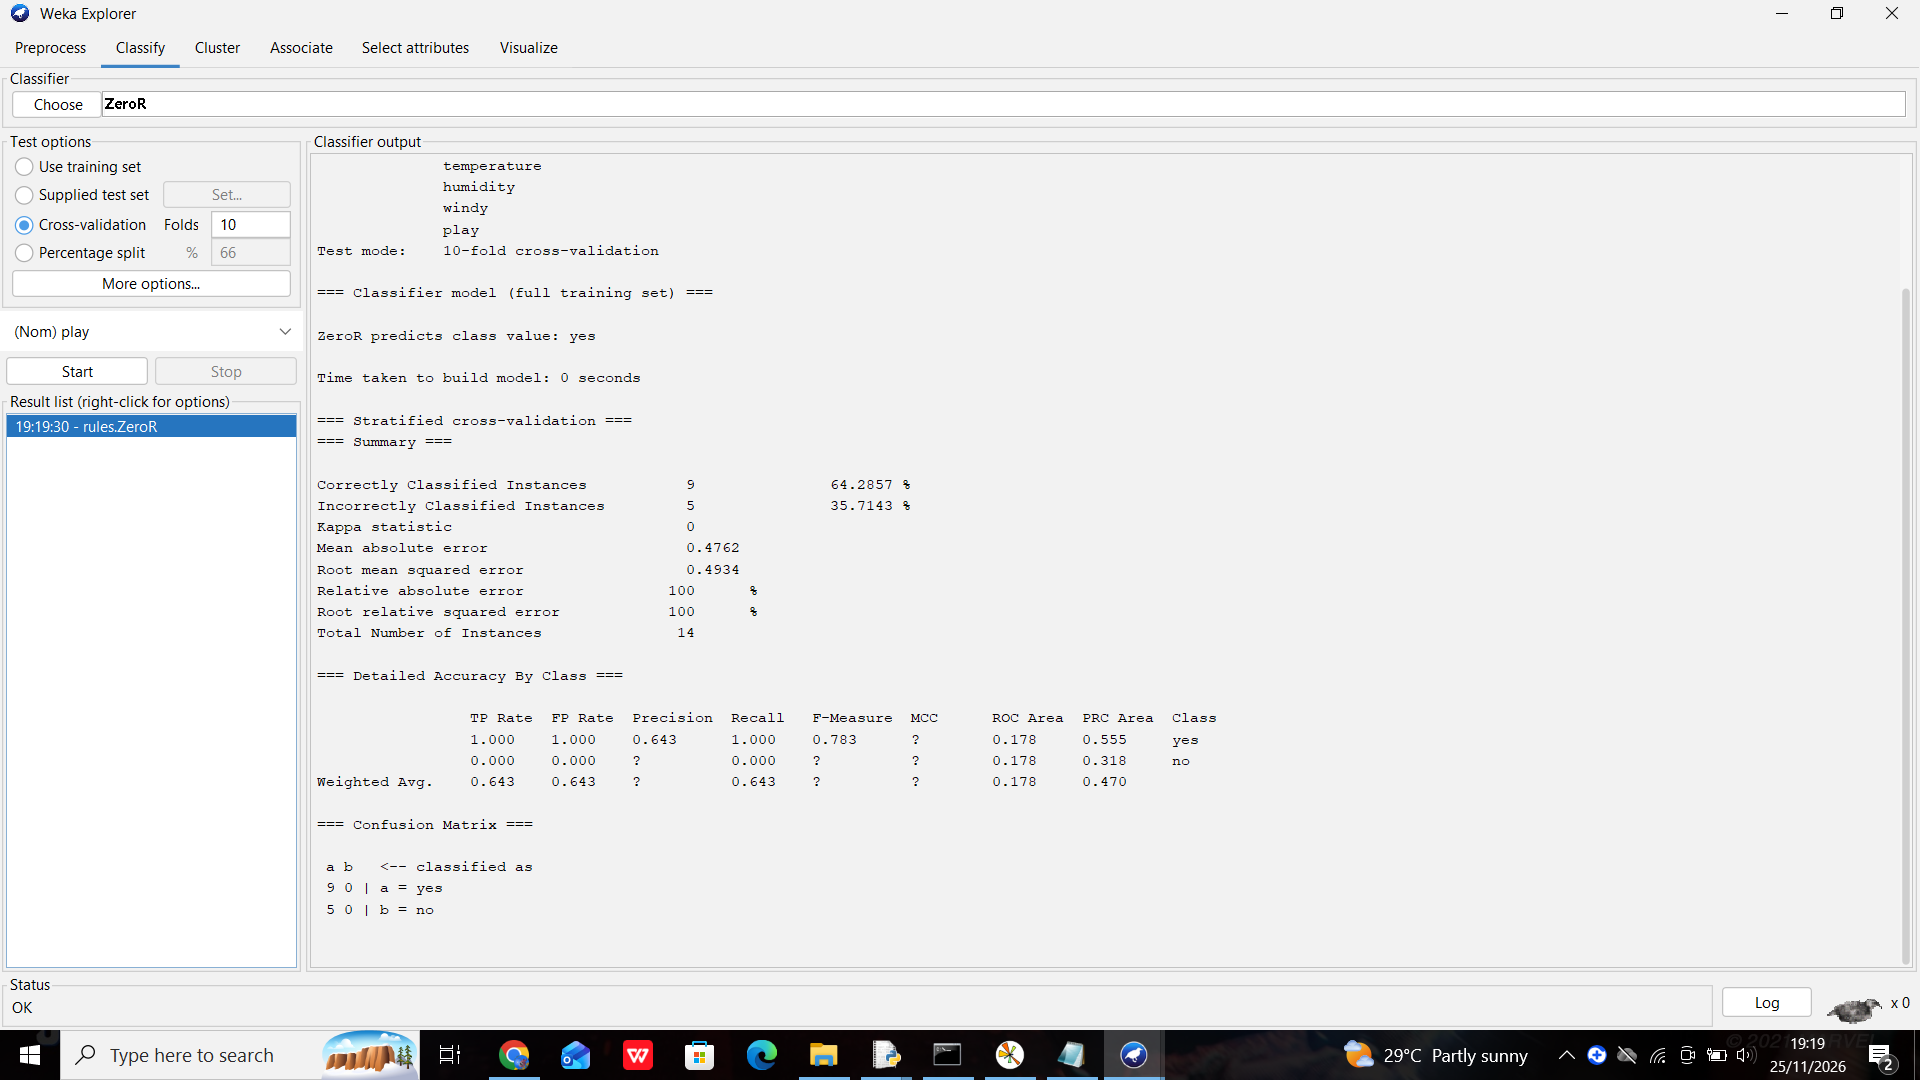 Weka Explorer
Preprocess Classify Cluster Associate Select attributes Visualize
Classifier
Choose ZeroR
Test options
Use training set
Supplied test set Set...
Cross-validation Folds 10
Percentage split % 66
More options...
(Nom) play
Start Stop
Result list (right-click for options)
19:19:30 - rules.ZeroR
Classifier output
temperature
humidity
windy
play
Test mode: 10-fold cross-validation
=== Classifier model (full training set) ===
ZeroR predicts class value: yes
Time taken to build model: 0 seconds
=== Stratified cross-validation ===
=== Summary ===
Correctly Classified Instances 9 64.2857 %
Incorrectly Classified Instances 5 35.7143 %
Kappa statistic 0
Mean absolute error 0.4762
Root mean squared error 0.4934
Relative absolute error 100 %
Root relative squared error 100 %
Total Number of Instances 14
=== Detailed Accuracy By Class ===
TP Rate FP Rate Precision Recall F-Measure MCC ROC Area PRC Area Class
1.000 1.000 0.643 1.000 0.783 ? 0.178 0.555 yes
0.000 0.000 ? 0.000 ? ? 0.178 0.318 no
Weighted Avg. 0.643 0.643 ? 0.643 ? ? 0.178 0.470
=== Confusion Matrix ===
a b <-- classified as
9 0 | a = yes
5 0 | b = no
Status
OK
Log
x 0
Type here to search
29°C Partly sunny
19:19
25/11/2026
2